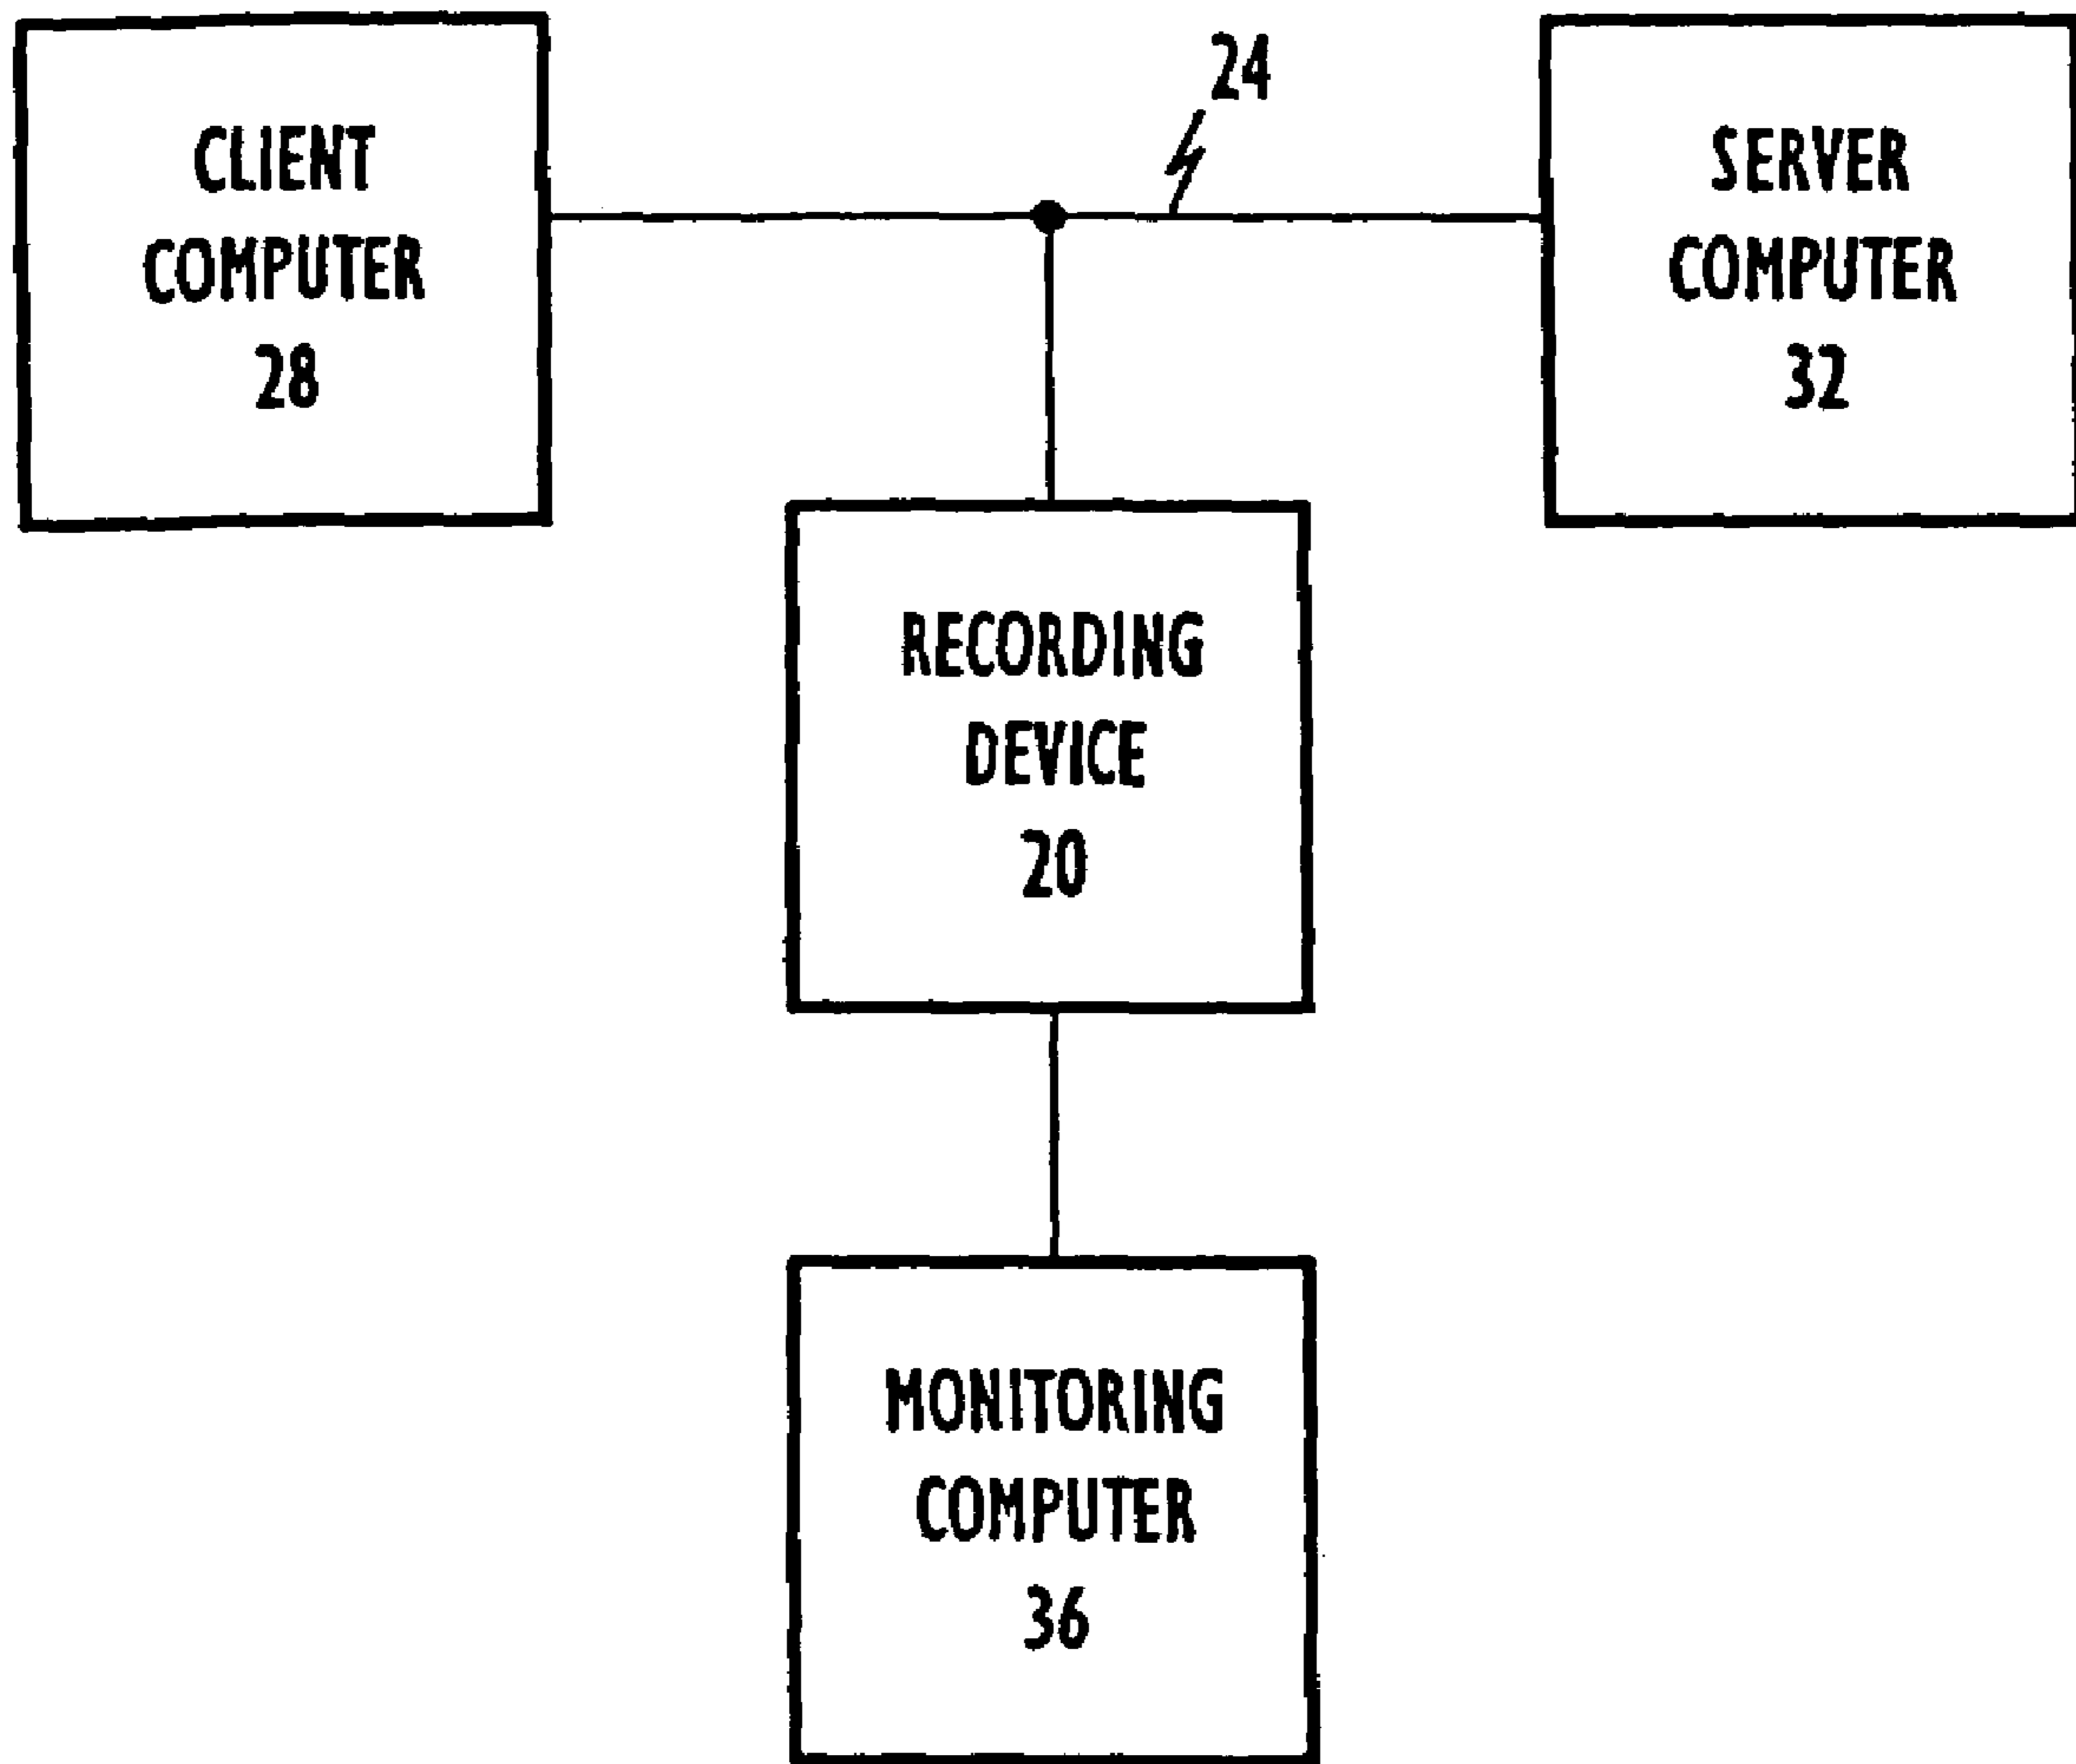 24
CLIENT
COMPUTER
28
SERVER
COMPUTER
32
RECORDING
DEVICE
20
MONITORING
COMPUTER
36